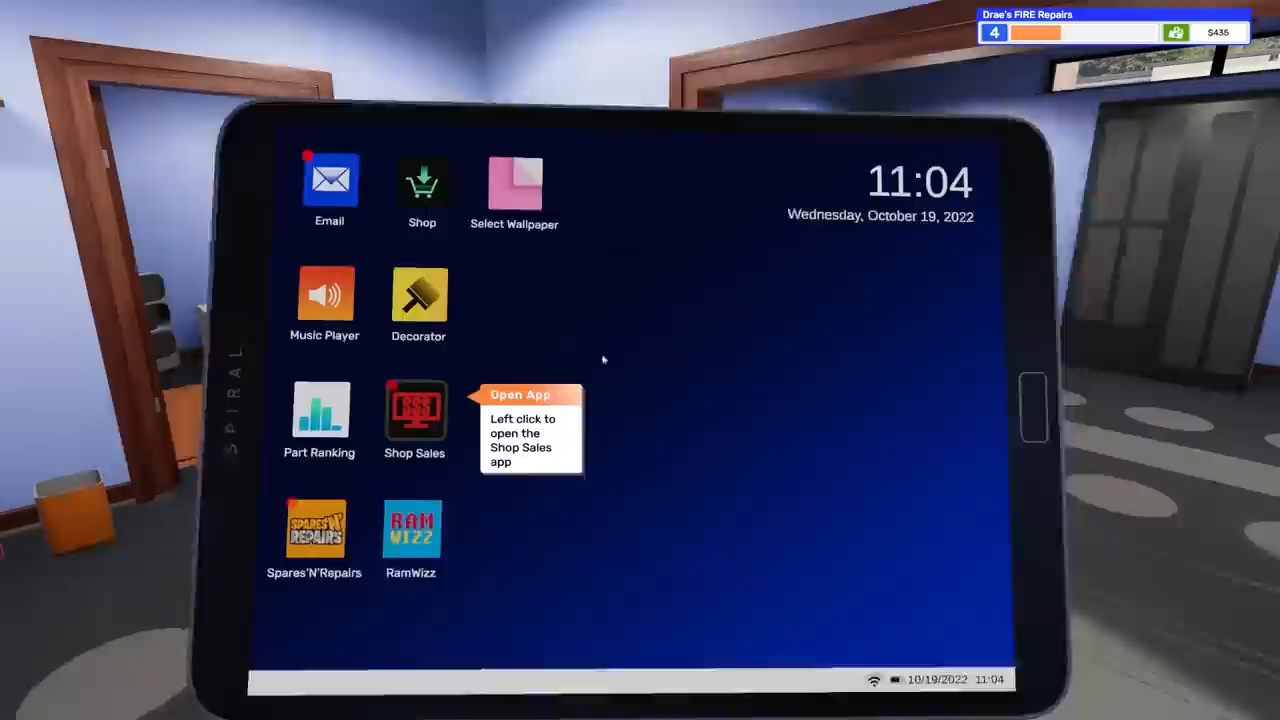 Drae's FIRE Repairs
4
$435
11:04
Wednesday, October 19, 2022
Email
Shop
Select Wallpaper
Music Player
Decorator
Part Ranking
$$$
$$$
Shop Sales
Open App
Left click to
open the
Shop Sales
app
SPARES'N'
REPAIRS
Spares'N'Repairs
RAM
WIZZ
RamWizz
SPIRAL
10/19/2022 11:04